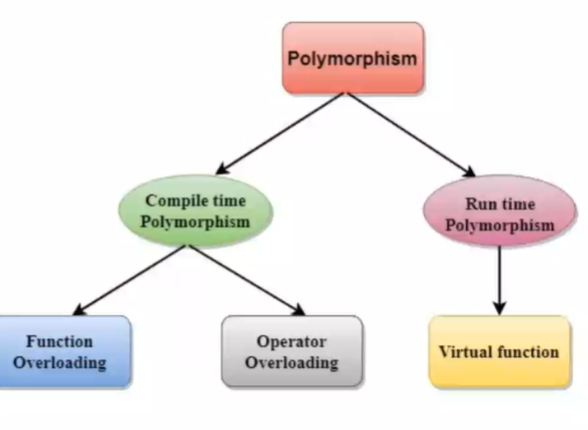 Polymorphism
Compile time
Polymorphism
Run time
Polymorphism
Function
Overloading
Operator
Overloading
Virtual function